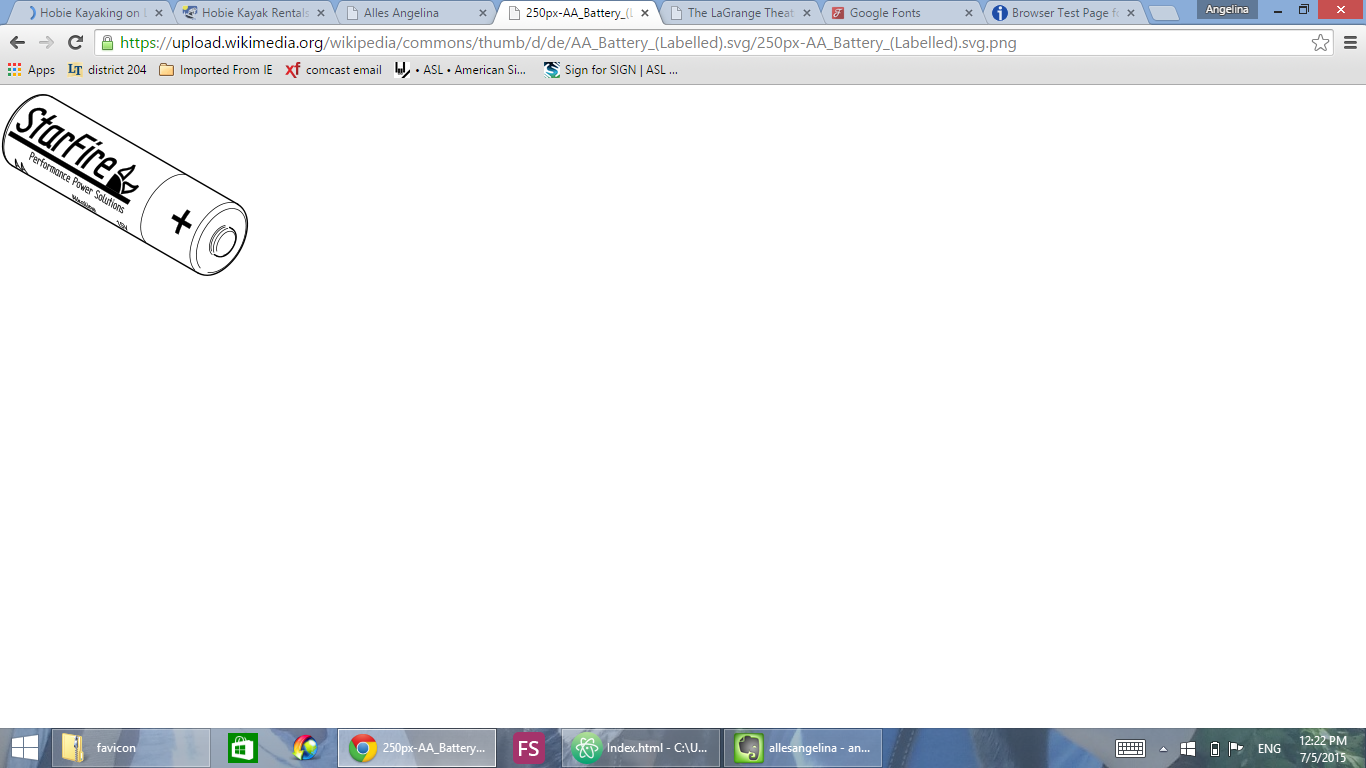 Hobie Kayaking on
Hobie Kayak Rentals
Alles Angelina
250px-AA_Battery_(L
The LaGrange Theat
Google Fonts
Browser Test Page fo
Angelina
https://upload.wikimedia.org/wikipedia/commons/thumb/d/de/AA_Battery_(Labelled).svg/250px-AA_Battery_(Labelled).svg.png
Apps
LT district 204
Imported From IE
xf comcast email
• ASL • American Si...
Sign for SIGN | ASL ...
StarFire
Performance Power Solutions
AA
+
favicon
250px-AA_Battery...
FS
Index.html - C:\U...
allesangelina - an...
ENG
12:22 PM
7/5/2015